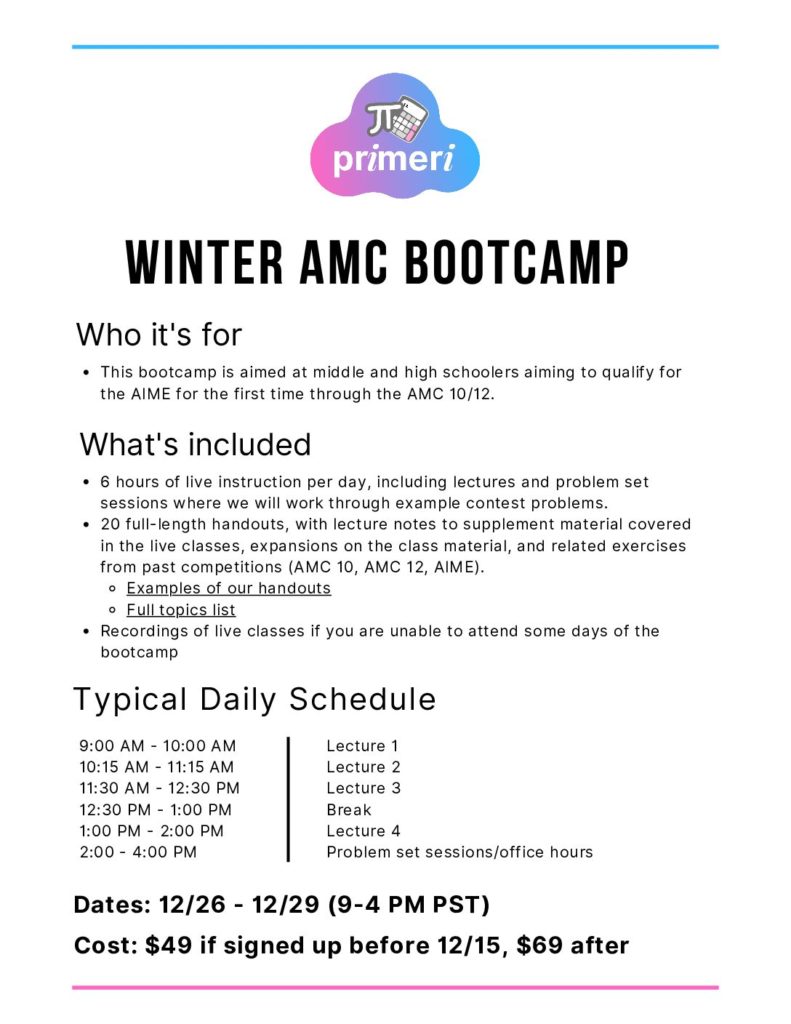 π
primeri
WINTER AMC BOOTCAMP
Who it's for
• This bootcamp is aimed at middle and high schoolers aiming to qualify for
the AIME for the first time through the AMC 10/12.
What's included
• 6 hours of live instruction per day, including lectures and problem set
sessions where we will work through example contest problems.
• 20 full-length handouts, with lecture notes to supplement material covered
in the live classes, expansions on the class material, and related exercises
from past competitions (AMC 10, AMC 12, AIME).
◦ Examples of our handouts
◦ Full topics list
• Recordings of live classes if you are unable to attend some days of the
bootcamp
Typical Daily Schedule
9:00 AM - 10:00 AM Lecture 1
10:15 AM - 11:15 AM Lecture 2
11:30 AM - 12:30 PM Lecture 3
12:30 PM - 1:00 PM Break
1:00 PM - 2:00 PM Lecture 4
2:00 - 4:00 PM Problem set sessions/office hours
Dates: 12/26 - 12/29 (9-4 PM PST)
Cost: $49 if signed up before 12/15, $69 after